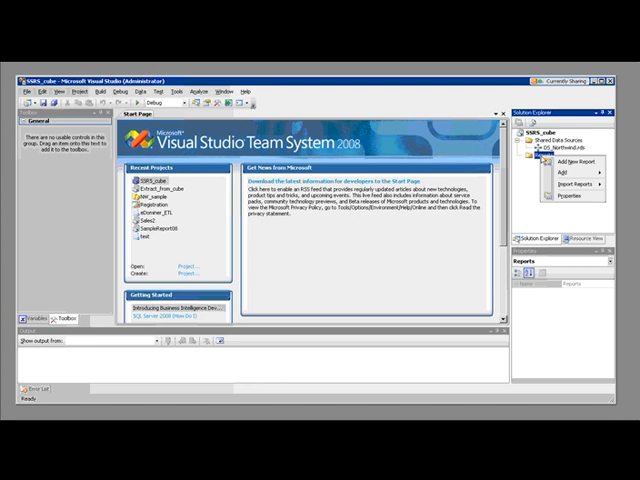 SSRS_cube - Microsoft Visual Studio (Administrator)
Currently Sharing
File Edit View Project Build Debug Data Test Tools Analyze Window Help
Debug
Toolbox
General
There are no usable controls in this
group. Drag an item onto this text to
add it to the toolbox.
Variables Toolbox
Start Page
Microsoft
Visual Studio Team System 2008
Recent Projects
SSRS_cube
Extract_from_cube
NW_sample
Registration
Sales2
SampleReport08
test
Open: Project...
Create: Project...
Getting Started
Introducing Business Intelligence Dev...
SQL Server 2008 (How Do I)
Get News from Microsoft
Download the latest information for developers to the Start Page
Click here to enable an RSS feed that provides regularly updated articles about new technologies,
product tips, and upcoming events. This live feed also includes information about service
packs, community technology previews, and Beta releases of Microsoft products and technologies. To
view the Microsoft Privacy Policy, go to Tools/Options/Environment/Help/Online and then click Read the
privacy statement.
Solution Explorer
SSRS_cube
Shared Data Sources
DS_Northwind.rds
Add New Report
Add
Import Reports
Properties
Solution Explorer Resource View
Properties
Reports
Name Reports
Output
Show output from:
Error List
Ready